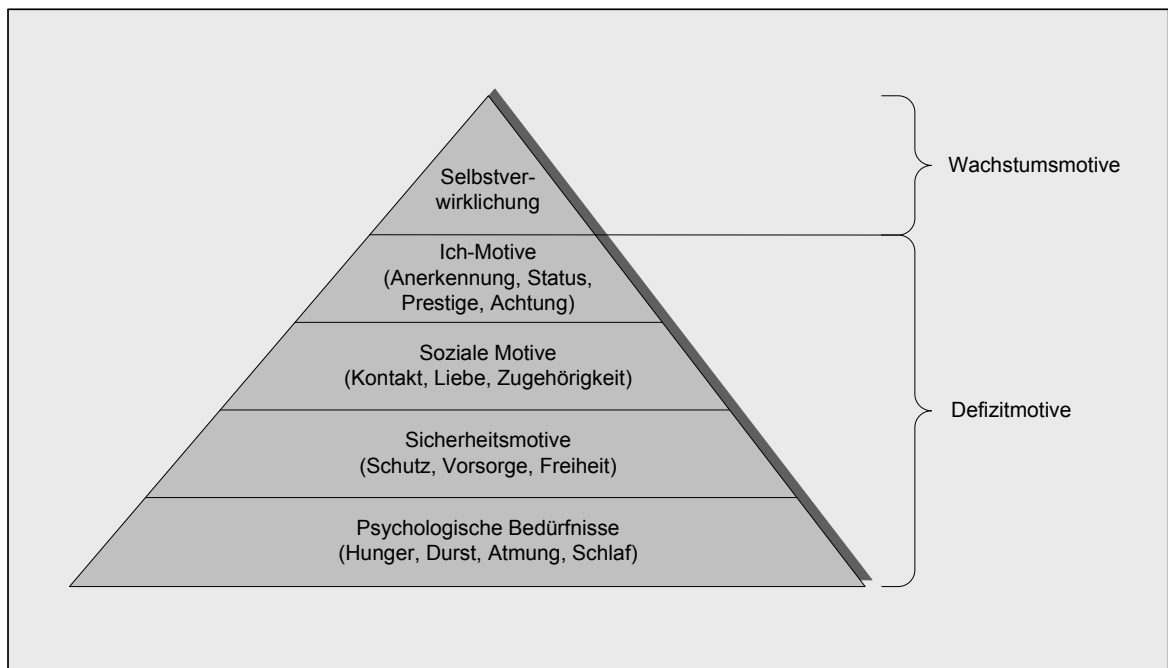 Selbstver-
wirklichung
Wachstumsmotive
Ich-Motive
(Anerkennung, Status,
Prestige, Achtung)
Soziale Motive
(Kontakt, Liebe, Zugehörigkeit)
Defizitmotive
Sicherheitsmotive
(Schutz, Vorsorge, Freiheit)
Psychologische Bedürfnisse
(Hunger, Durst, Atmung, Schlaf)